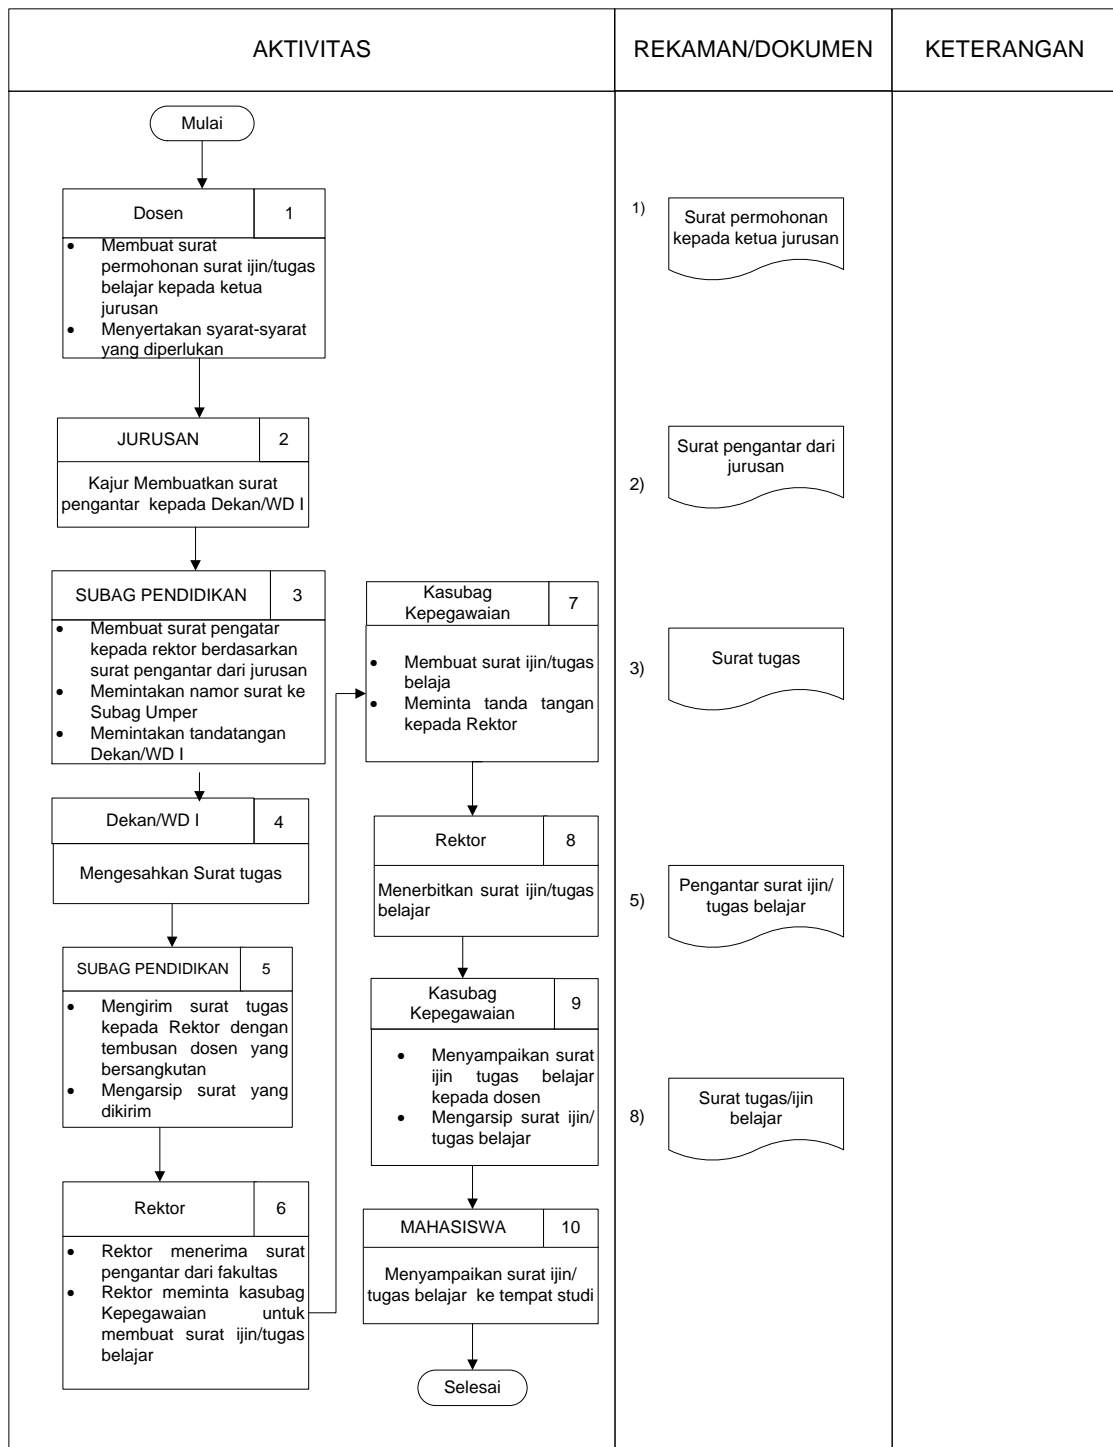 AKTIVITAS
REKAMAN/DOKUMEN
KETERANGAN
Mulai
Dosen
1
• Membuat surat
permohonan surat ijin/tugas
belajar kepada ketua
jurusan
• Menyertakan syarat-syarat
yang diperlukan
JURUSAN
2
Kajur Membuatkan surat
pengantar kepada Dekan/WD I
SUBAG PENDIDIKAN
3
• Membuat surat pengatar
kepada rektor berdasarkan
surat pengantar dari jurusan
• Memintakan namor surat ke
Subag Umper
• Memintakan tandatangan
Dekan/WD I
Dekan/WD I
4
Mengesahkan Surat tugas
SUBAG PENDIDIKAN
5
• Mengirim surat tugas
kepada Rektor dengan
tembusan dosen yang
bersangkutan
• Mengarsip surat yang
dikirim
Rektor
6
• Rektor menerima surat
pengantar dari fakultas
• Rektor meminta kasubag
Kepegawaian untuk
membuat surat ijin/tugas
belajar
Kasubag
Kepegawaian
7
• Membuat surat ijin/tugas
belaja
• Meminta tanda tangan
kepada Rektor
Rektor
8
Menerbitkan surat ijin/tugas
belajar
Kasubag
Kepegawaian
9
• Menyampaikan surat
ijin tugas belajar
kepada dosen
• Mengarsip surat ijin/
tugas belajar
MAHASISWA
10
Menyampaikan surat ijin/
tugas belajar ke tempat studi
Selesai
1)
Surat permohonan
kepada ketua jurusan
2)
Surat pengantar dari
jurusan
3)
Surat tugas
5)
Pengantar surat ijin/
tugas belajar
8)
Surat tugas/ijin
belajar